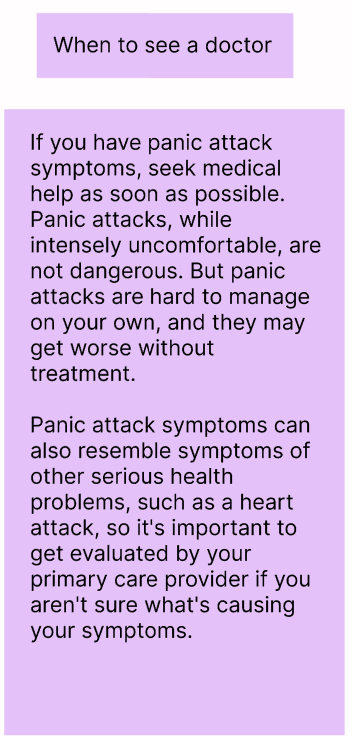 When to see a doctor
If you have panic attack
symptoms, seek medical
help as soon as possible.
Panic attacks, while
intensely uncomfortable, are
not dangerous. But panic
attacks are hard to manage
on your own, and they may
get worse without
treatment.
Panic attack symptoms can
also resemble symptoms of
other serious health
problems, such as a heart
attack, so it's important to
get evaluated by your
primary care provider if you
aren't sure what's causing
your symptoms.